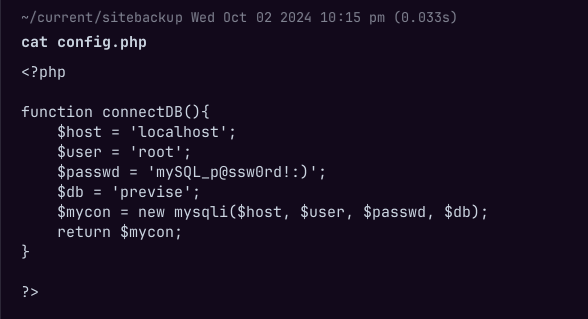 ~/current/sitebackup Wed Oct 02 2024 10:15 pm (0.033s)
cat config.php
<?php

function connectDB(){
    $host = 'localhost';
    $user = 'root';
    $passwd = 'mySQL_p@ssw0rd!:)';
    $db = 'previse';
    $mycon = new mysqli($host, $user, $passwd, $db);
    return $mycon;
}

?>